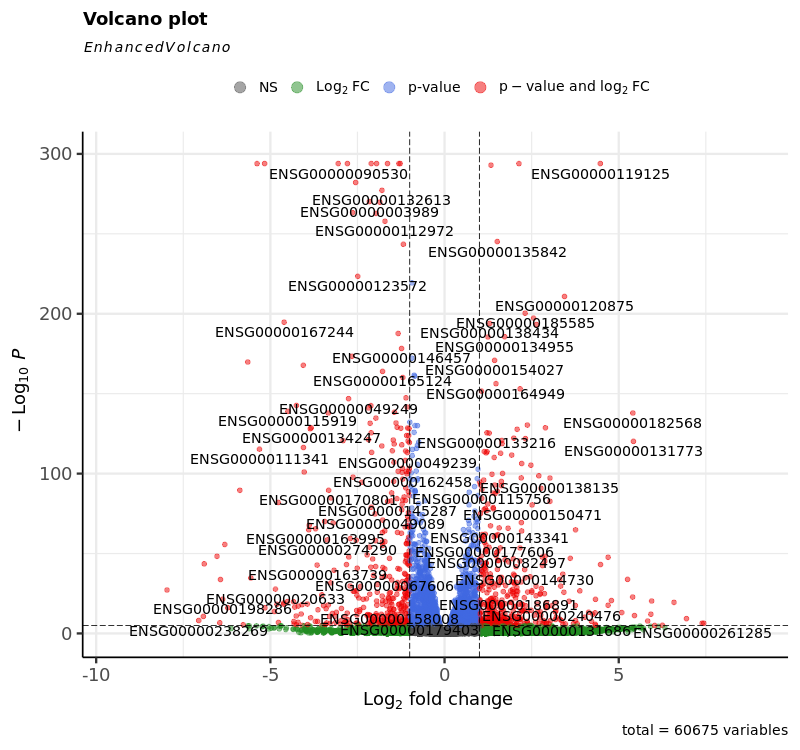 Volcano plot
EnhancedVolcano
NS Log2 FC p-value p − value and log2 FC
300
ENSG00000090530 ENSG00000119125
ENSG00000132613
ENSG00000003989
ENSG00000112972
ENSG00000135842
ENSG00000123572
ENSG00000120875
200
ENSG00000185585
ENSG00000167244 ENSG00000138434
ENSG00000134955
ENSG00000146457
ENSG00000154027
ENSG00000165124
ENSG00000164949
ENSG00000049249
ENSG00000115919 ENSG00000182568
ENSG00000134247 ENSG00000133216
ENSG00000131773
ENSG00000111341 ENSG00000049239
100
ENSG00000162458
ENSG00000138135
ENSG00000170801 ENSG00000115756
ENSG00000145287
ENSG00000150471
ENSG00000049089
ENSG00000163995 ENSG00000143341
ENSG00000274290 ENSG00000177606
ENSG00000082497
ENSG00000163739
ENSG00000144730
ENSG00000067606
ENSG00000020633
ENSG00000198286 ENSG00000186891
ENSG00000158008 ENSG00000240476
0
ENSG00000238269 ENSG00000179403 ENSG00000131686 ENSG00000261285
− Log10 P
-10 -5 0 5
Log2 fold change
total = 60675 variables